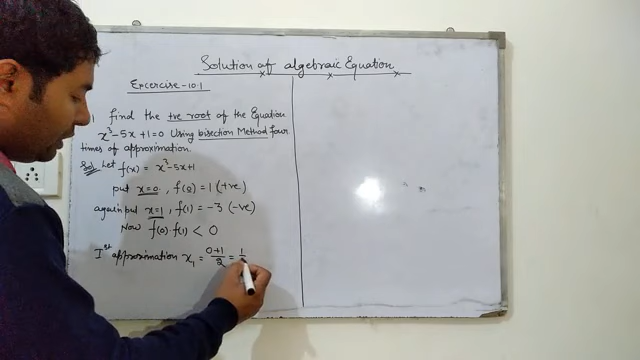 Solution of algebraic Equation
Excercise-10.1
1 find the +ve root of the Equation
x³-5x+1=0 Using bisection Method four
times of approximation.
Sol. Let f(x) = x³-5x+1
put x=0, f(0) = 1 (+ve)
again put x=1, f(1) = -3 (-ve)
Now f(0).f(1) < 0
Iˢᵗ approximation x₁ = 0+1/2 = 1/2